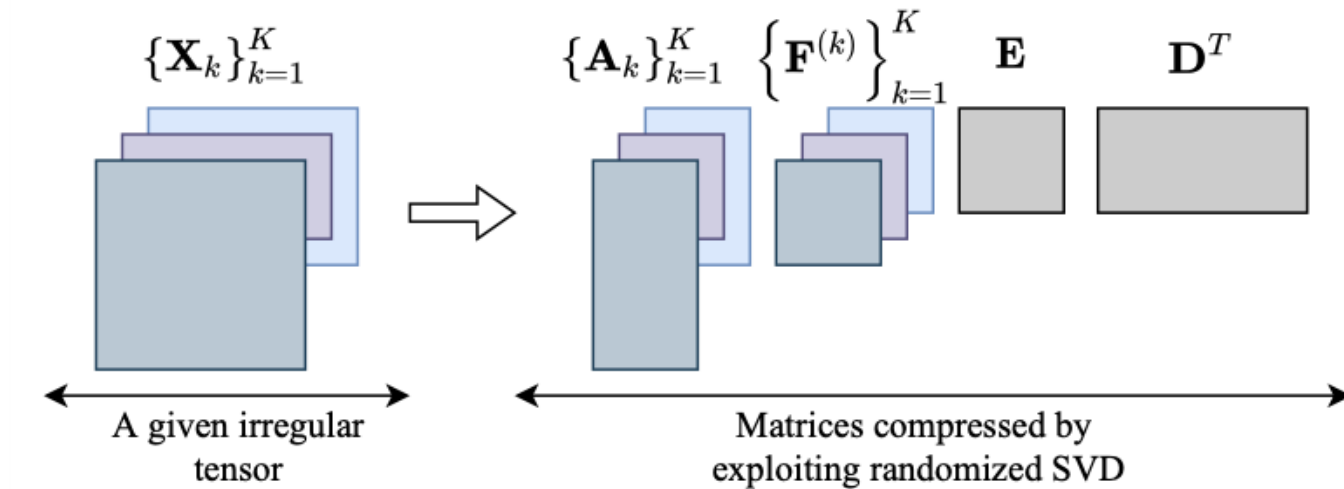 {X_k}_{k=1}^K {A_k}_{k=1}^K {F^{(k)}}_{k=1}^K E D^T
A given irregular
tensor
Matrices compressed by
exploiting randomized SVD